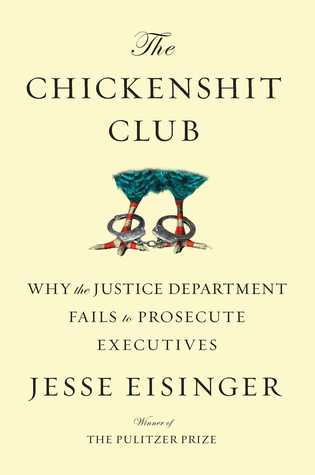 The
CHICKENSHIT
CLUB
WHY the JUSTICE DEPARTMENT
FAILS to PROSECUTE
EXECUTIVES
JESSE EISINGER
Winner of
THE PULITZER PRIZE